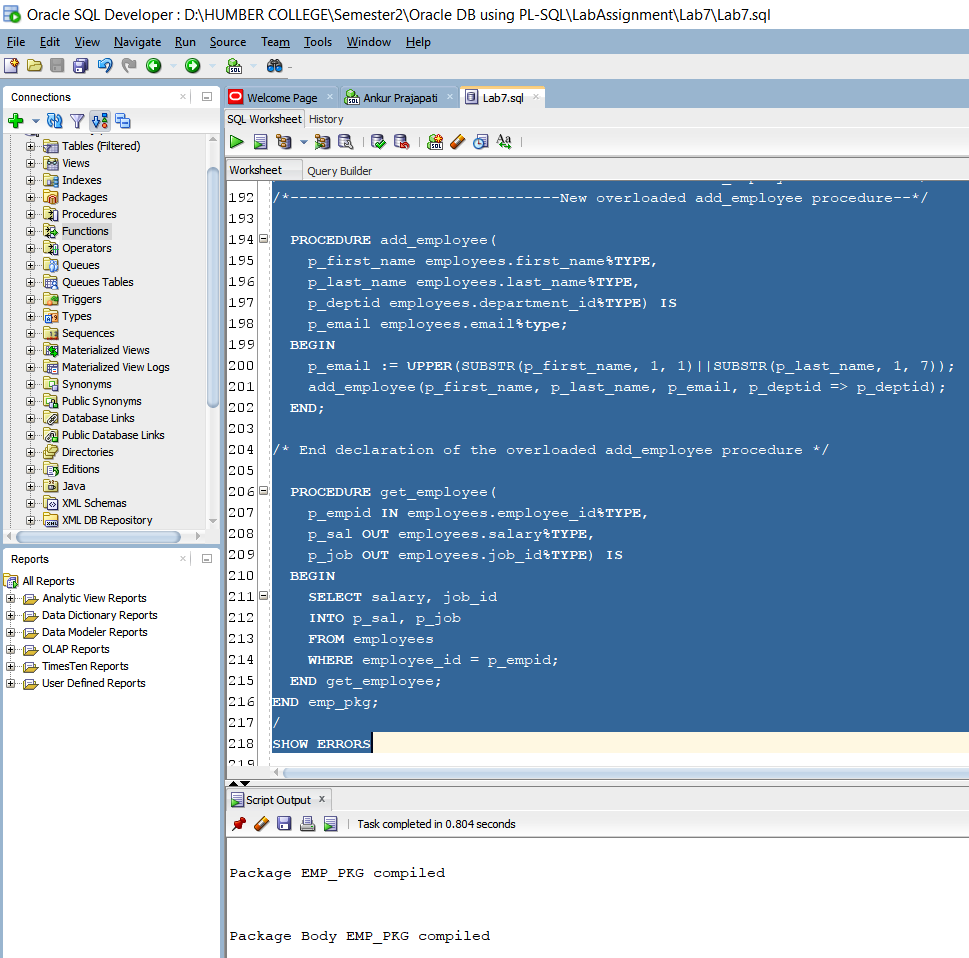 Oracle SQL Developer : D:\HUMBER COLLEGE\Semester2\Oracle DB using PL-SQL\LabAssignment\Lab7\Lab7.sql
File Edit View Navigate Run Source Team Tools Window Help
Connections
Tables (Filtered)
Views
Indexes
Packages
Procedures
Functions
Operators
Queues
Queues Tables
Triggers
Types
Sequences
Materialized Views
Materialized View Logs
Synonyms
Public Synonyms
Database Links
Public Database Links
Directories
Editions
Java
XML Schemas
XML DB Repository
Reports
All Reports
Analytic View Reports
Data Dictionary Reports
Data Modeler Reports
OLAP Reports
TimesTen Reports
User Defined Reports
Welcome Page Ankur Prajapati Lab7.sql
SQL Worksheet History
Worksheet Query Builder
192 /*------------------------------New overloaded add_employee procedure--*/
193
194 PROCEDURE add_employee(
195 p_first_name employees.first_name%TYPE,
196 p_last_name employees.last_name%TYPE,
197 p_deptid employees.department_id%TYPE) IS
198 p_email employees.email%type;
199 BEGIN
200 p_email := UPPER(SUBSTR(p_first_name, 1, 1)||SUBSTR(p_last_name, 1, 7));
201 add_employee(p_first_name, p_last_name, p_email, p_deptid => p_deptid);
202 END;
203
204 /* End declaration of the overloaded add_employee procedure */
205
206 PROCEDURE get_employee(
207 p_empid IN employees.employee_id%TYPE,
208 p_sal OUT employees.salary%TYPE,
209 p_job OUT employees.job_id%TYPE) IS
210 BEGIN
211 SELECT salary, job_id
212 INTO p_sal, p_job
213 FROM employees
214 WHERE employee_id = p_empid;
215 END get_employee;
216 END emp_pkg;
217 /
218 SHOW ERRORS
219
Script Output
Task completed in 0.804 seconds
Package EMP_PKG compiled
Package Body EMP_PKG compiled